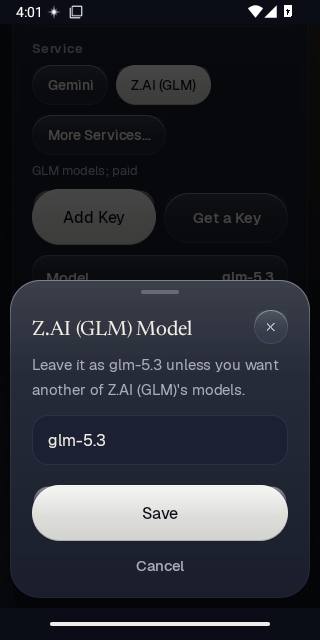 4:01
Service
Gemini
Z.AI (GLM)
More Services...
GLM models; paid
Add Key
Get a Key
Model
glm-5.3
Z.AI (GLM) Model
Leave it as glm-5.3 unless you want
another of Z.AI (GLM)'s models.
glm-5.3
Save
Cancel